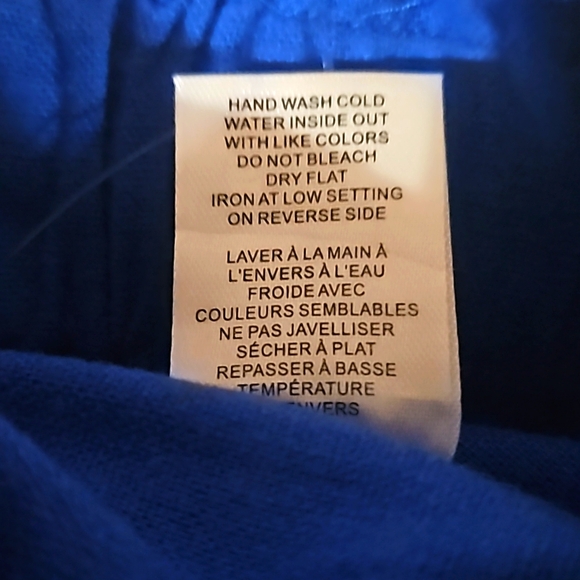 HAND WASH COLD
WATER INSIDE OUT
WITH LIKE COLORS
DO NOT BLEACH
DRY FLAT
IRON AT LOW SETTING
ON REVERSE SIDE
LAVER À LA MAIN À
L'ENVERS À L'EAU
FROIDE AVEC
COULEURS SEMBLABLES
NE PAS JAVELLISER
SÉCHER À PLAT
REPASSER À BASSE
TEMPÉRATURE
ENVERS